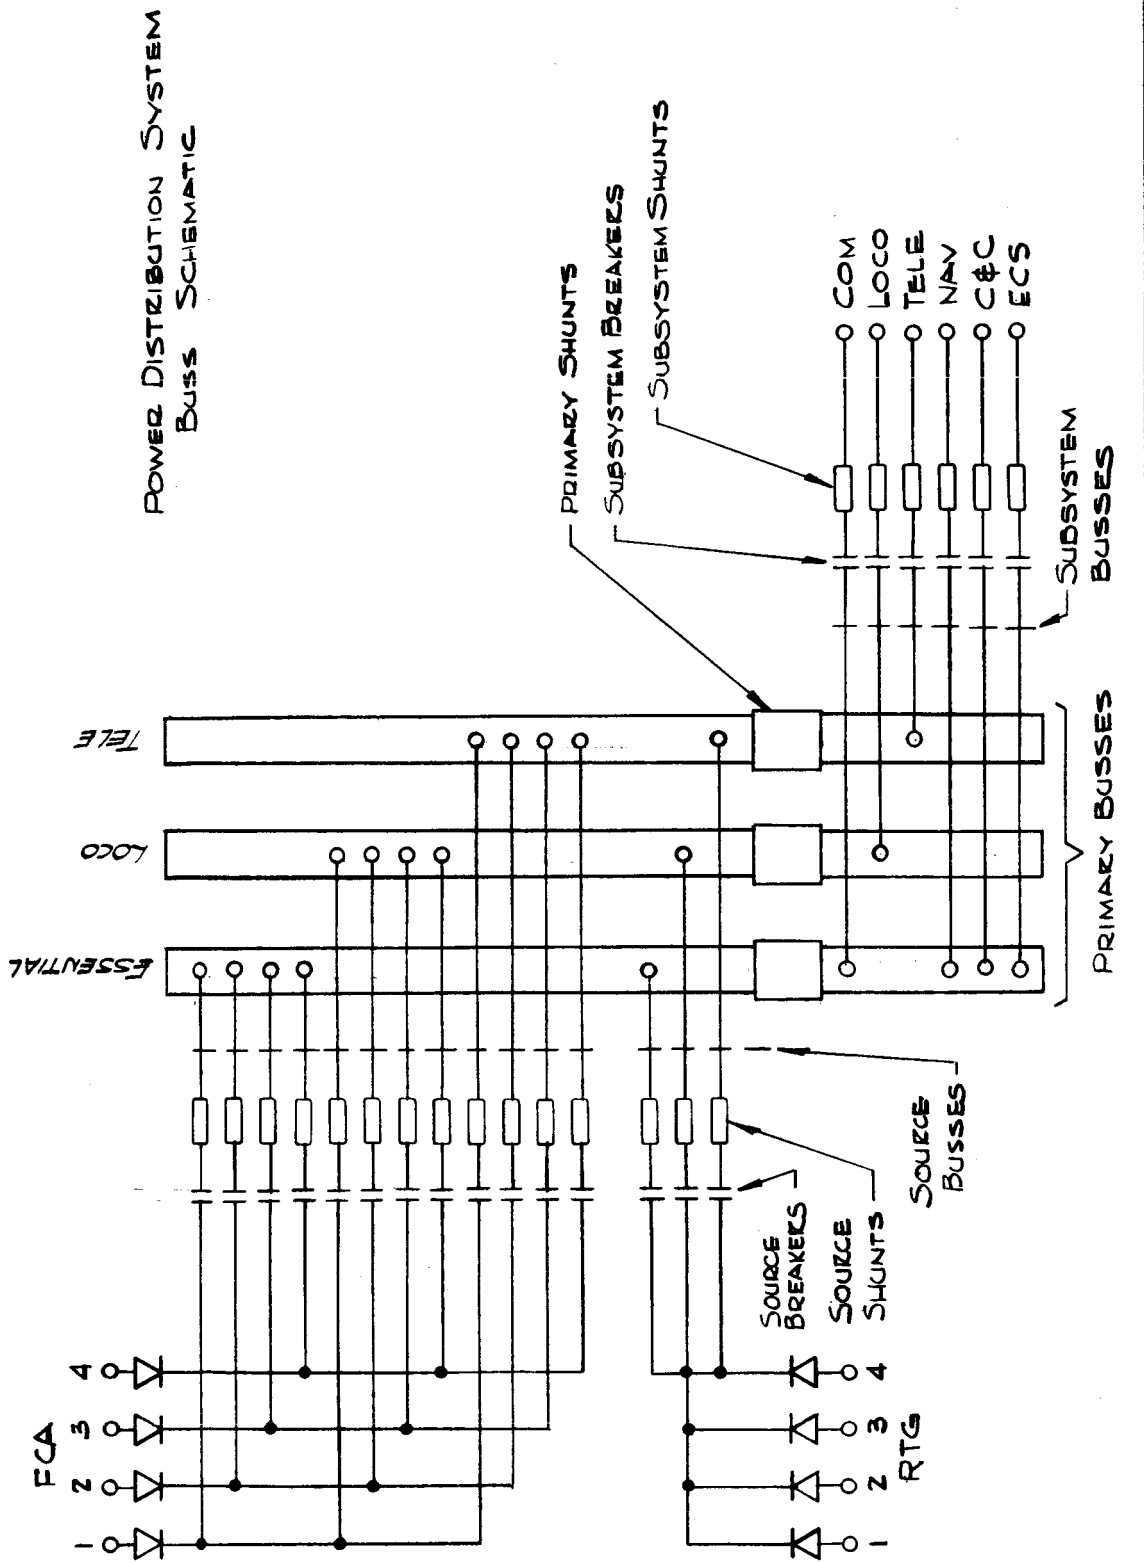 POWER DISTRIBUTION SYSTEM
BUSS SCHEMATIC
ESSENTIAL
LOCO
TELE
FCA
1
2
3
4
RTG
1
2
3
4
SOURCE
BREAKERS
SOURCE
SHUNTS
SOURCE
BUSSES
PRIMARY SHUNTS
SUBSYSTEM BREAKERS
SUBSYSTEM SHUNTS
COM
LOCO
TELE
NAV
C&C
ECS
SUBSYSTEM
BUSSES
PRIMARY BUSSES